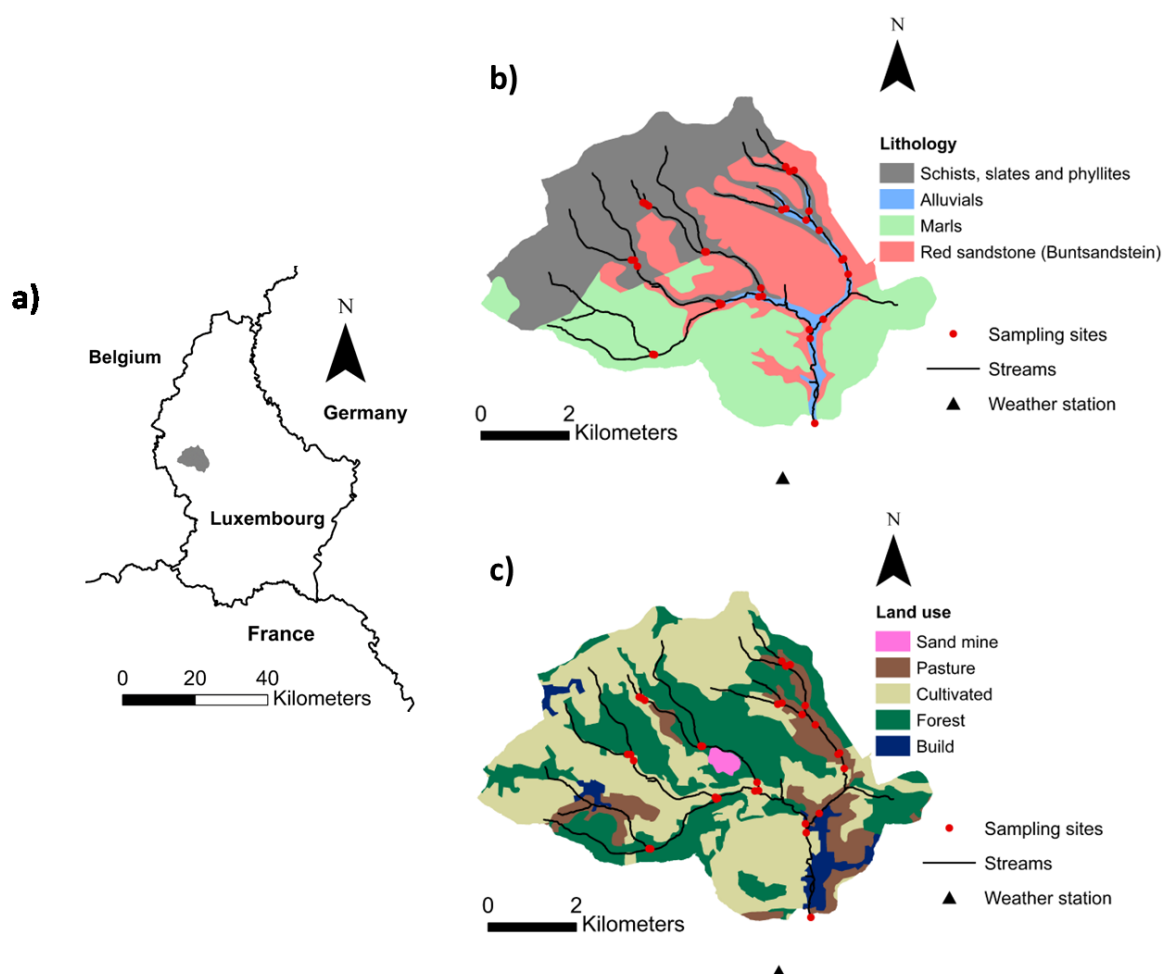 a)
N
Belgium
Germany
Luxembourg
France
0 20 40
Kilometers
b)
N
Lithology
Schists, slates and phyllites
Alluvials
Marls
Red sandstone (Buntsandstein)
Sampling sites
Streams
Weather station
0 2
Kilometers
c)
N
Land use
Sand mine
Pasture
Cultivated
Forest
Build
Sampling sites
Streams
Weather station
0 2
Kilometers